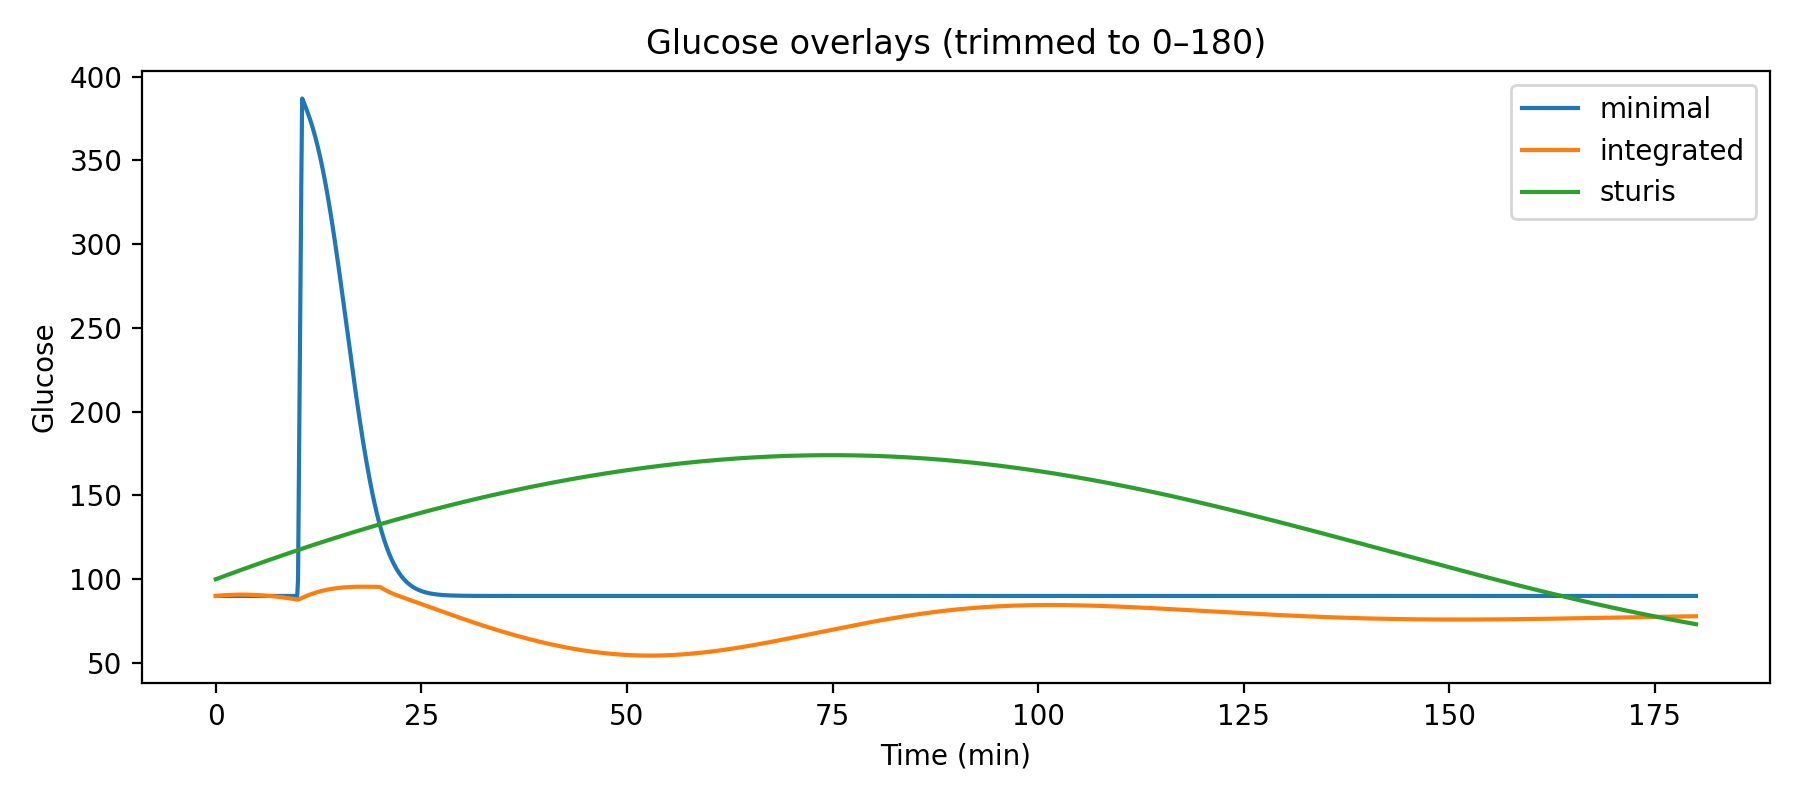 Glucose overlays (trimmed to 0–180)
400
350
300
250
200
150
100
50
Glucose
minimal
integrated
sturis
0 25 50 75 100 125 150 175
Time (min)